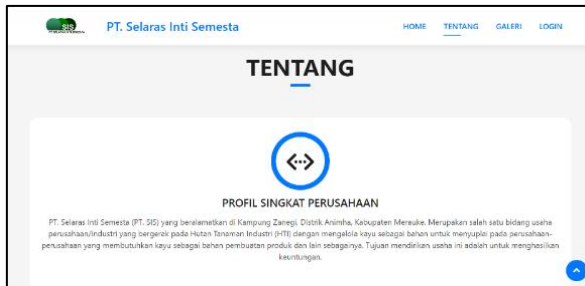 SIS
PT. Selaras Inti Semesta
HOME TENTANG GALERI LOGIN
TENTANG
PROFIL SINGKAT PERUSAHAAN
PT. Selaras Inti Semesta (PT. SIS) yang beralamatkan di Kampung Zanegi, Distrik Animha, Kabupaten Merauke. Merupakan salah satu bidang usaha
perusahaan/industri yang bergerak pada Hutan Tanaman Industri (HTI) dengan mengelola kayu sebagai bahan untuk menyuplai pada perusahaan-
perusahaan yang membutuhkan kayu sebagai bahan pembuatan produk dan lain sebagainya. Tujuan mendirikan usaha ini adalah untuk menghasilkan
keuntungan.